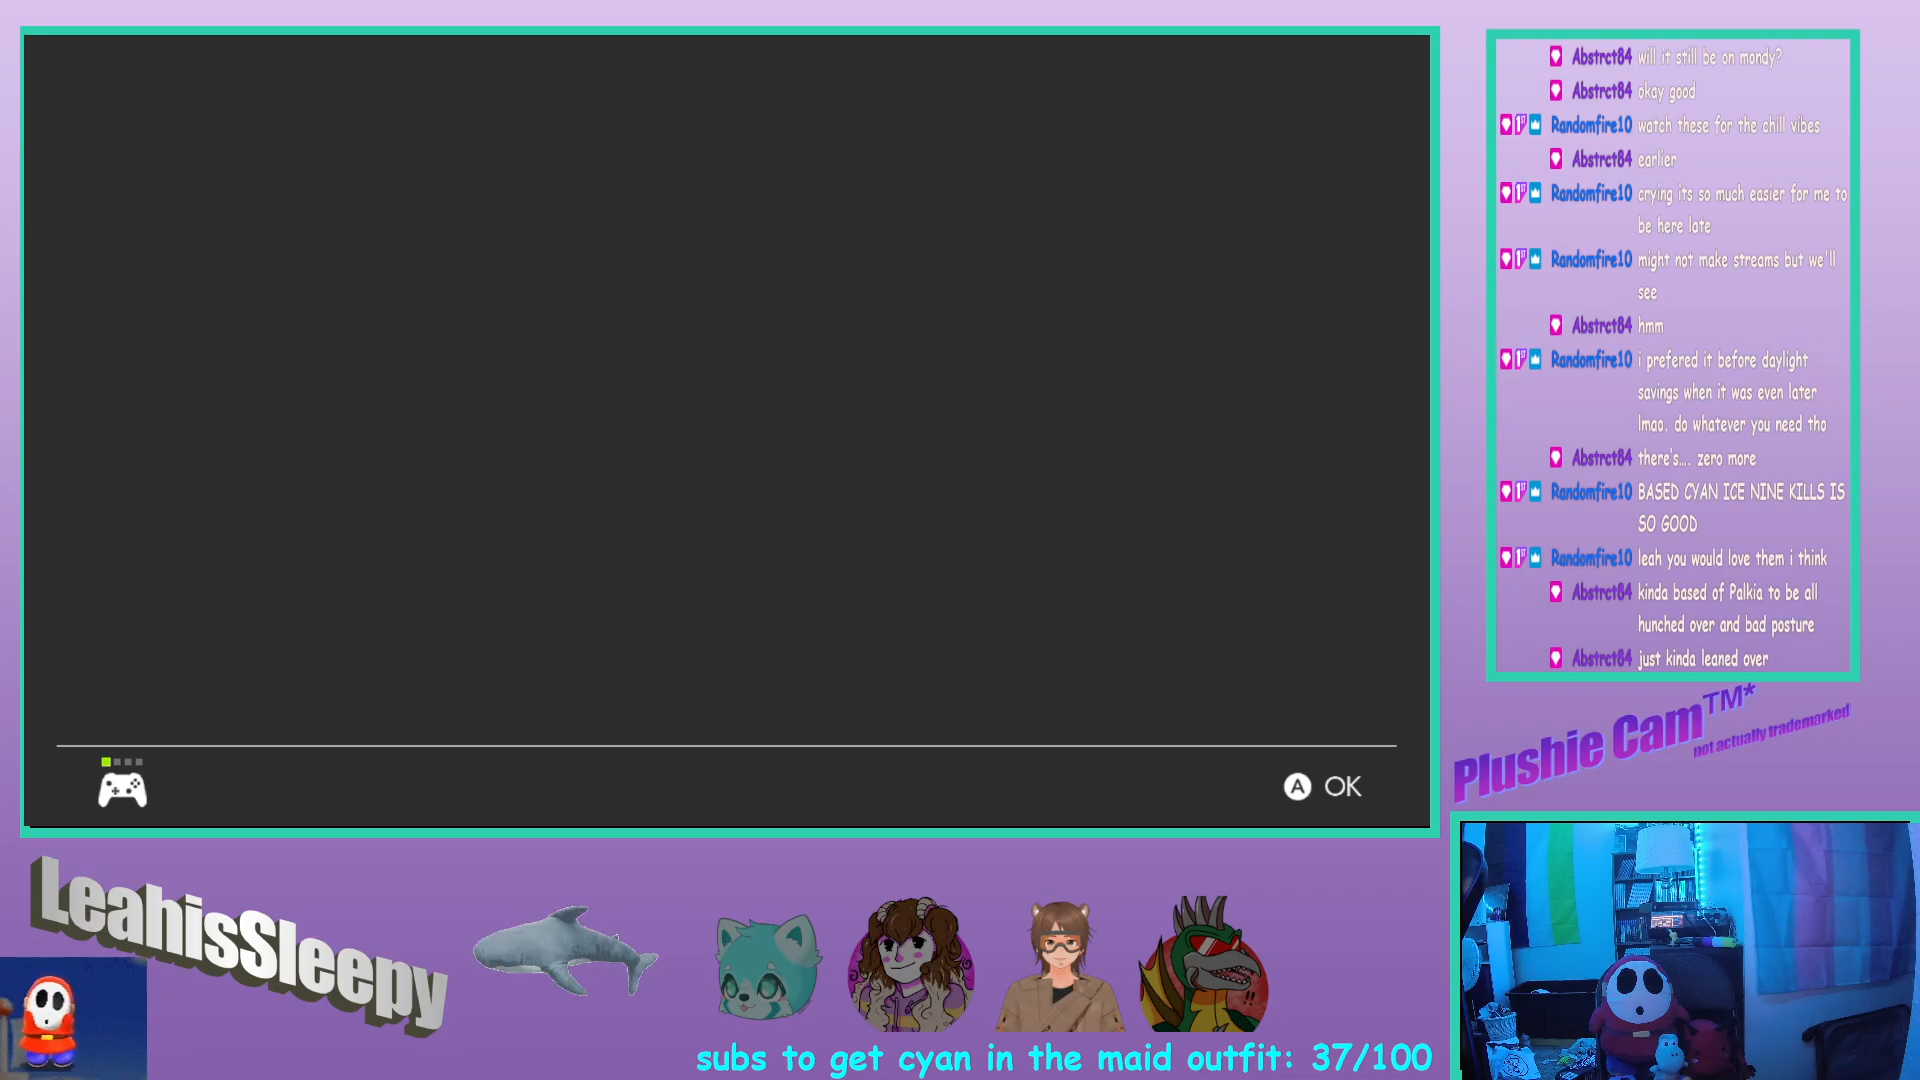 Abstrct84 will it still be on mondy?
Abstrct84 okay good
Randomfire10 watch these for the chill vibes
Abstrct84 earlier
Randomfire10 crying its so much easier for me to
be here late
Randomfire10 might not make streams but we'll
see
Abstrct84 hmm
Randomfire10 i prefered it before daylight
savings when it was even later
lmao. do whatever you need tho
Abstrct84 there's.... zero more
Randomfire10 BASED CYAN ICE NINE KILLS IS
SO GOOD
Randomfire10 leah you would love them i think
Abstrct84 kinda based of Palkia to be all
hunched over and bad posture
Abstrct84 just kinda leaned over
A OK
Plushie Cam™*
not actually trademarked
LeahisSleepy
subs to get cyan in the maid outfit: 37/100